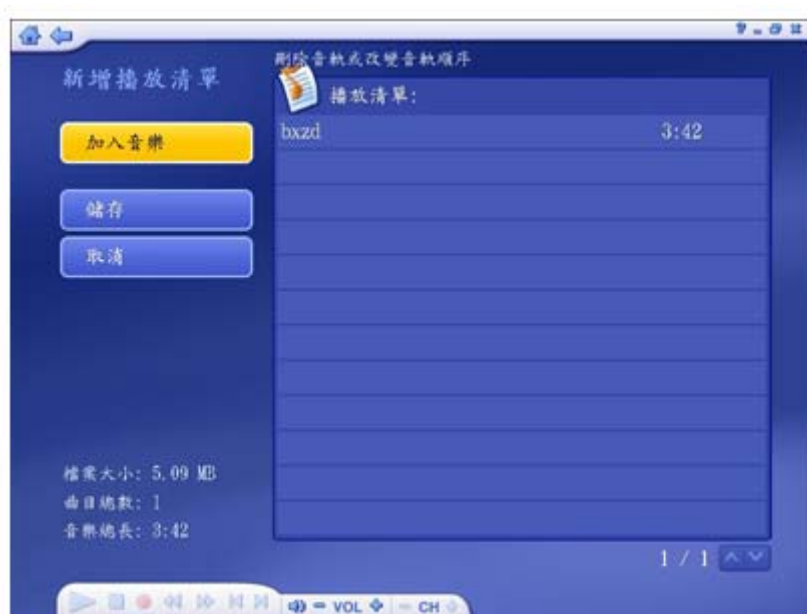 刪除音軌或改變音軌順序
新增播放清單
播放清單:
bxzd 3:42
加入音樂
儲存
取消
檔案大小: 5.09 MB
曲目總數: 1
音樂總長: 3:42
1 / 1
VOL CH